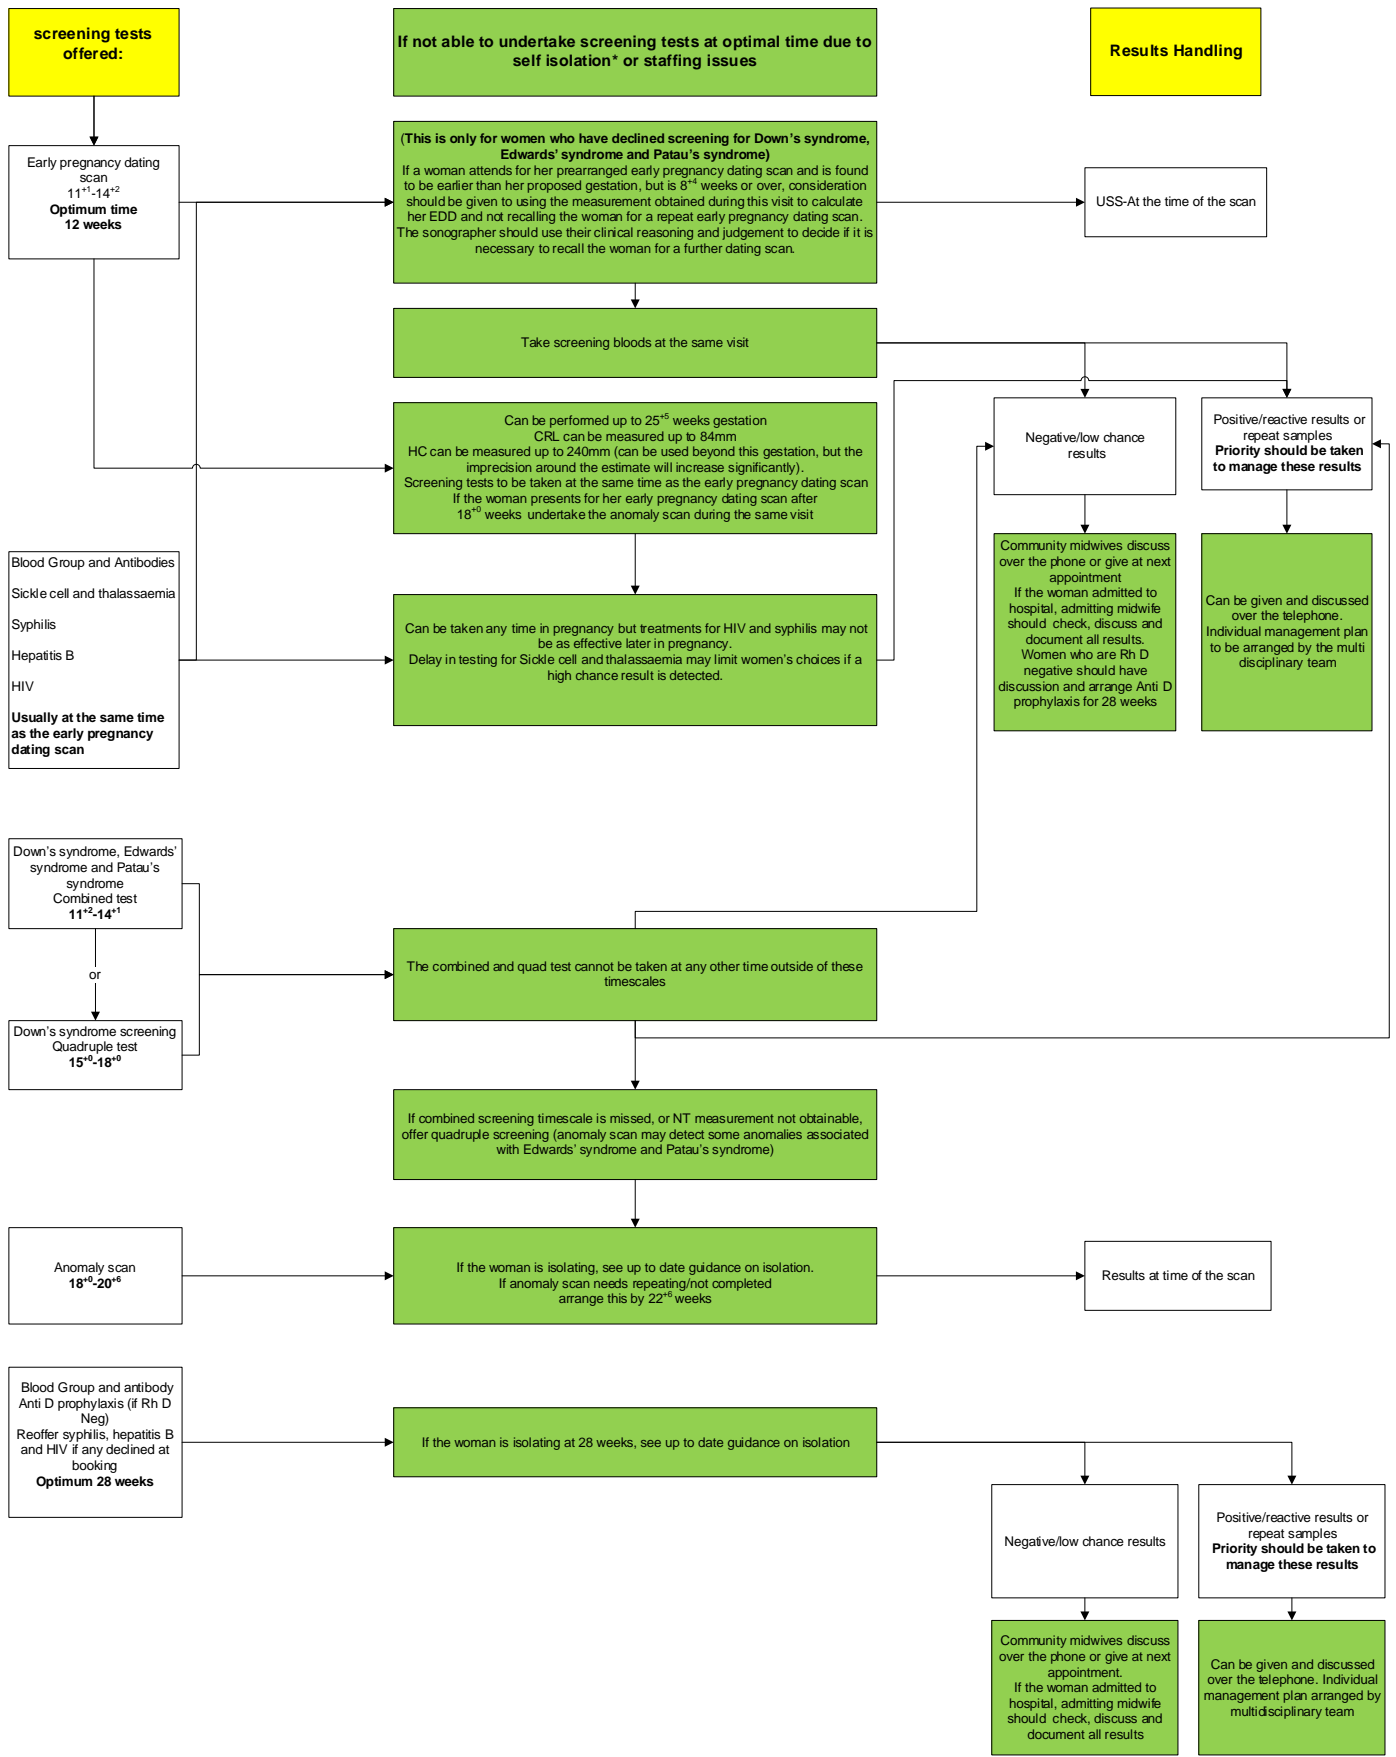 screening tests
offered:
If not able to undertake screening tests at optimal time due to
self isolation* or staffing issues
Results Handling
Early pregnancy dating
scan
11⁺¹-14⁺²
Optimum time
12 weeks
(This is only for women who have declined screening for Down's syndrome,
Edwards' syndrome and Patau's syndrome)
If a woman attends for her prearranged early pregnancy dating scan and is found
to be earlier than her proposed gestation, but is 8⁺⁴ weeks or over, consideration
should be given to using the measurement obtained during this visit to calculate
her EDD and not recalling the woman for a repeat early pregnancy dating scan.
The sonographer should use their clinical reasoning and judgement to decide if it is
necessary to recall the woman for a further dating scan.
USS-At the time of the scan
Take screening bloods at the same visit
Can be performed up to 25⁺⁵ weeks gestation
CRL can be measured up to 84mm
HC can be measured up to 240mm (can be used beyond this gestation, but the
imprecision around the estimate will increase significantly).
Screening tests to be taken at the same time as the early pregnancy dating scan
If the woman presents for her early pregnancy dating scan after
18⁺⁰ weeks undertake the anomaly scan during the same visit
Negative/low chance
results
Positive/reactive results or
repeat samples
Priority should be taken
to manage these results
Blood Group and Antibodies
Sickle cell and thalassaemia
Syphilis
Hepatitis B
HIV
Usually at the same time
as the early pregnancy
dating scan
Can be taken any time in pregnancy but treatments for HIV and syphilis may not
be as effective later in pregnancy.
Delay in testing for Sickle cell and thalassaemia may limit women's choices if a
high chance result is detected.
Community midwives discuss
over the phone or give at next
appointment
If the woman admitted to
hospital, admitting midwife
should check, discuss and
document all results.
Women who are Rh D
negative should have
discussion and arrange Anti D
prophylaxis for 28 weeks
Can be given and discussed
over the telephone.
Individual management plan
to be arranged by the multi
disciplinary team
Down's syndrome, Edwards'
syndrome and Patau's
syndrome
Combined test
11⁺²-14⁺¹
or
Down's syndrome screening
Quadruple test
15⁺⁰-18⁺⁰
The combined and quad test cannot be taken at any other time outside of these
timescales
If combined screening timescale is missed, or NT measurement not obtainable,
offer quadruple screening (anomaly scan may detect some anomalies associated
with Edwards' syndrome and Patau's syndrome)
Anomaly scan
18⁺⁰-20⁺⁶
If the woman is isolating, see up to date guidance on isolation.
If anomaly scan needs repeating/not completed
arrange this by 22⁺⁶ weeks
Results at time of the scan
Blood Group and antibody
Anti D prophylaxis (if Rh D
Neg)
Reoffer syphilis, hepatitis B
and HIV if any declined at
booking
Optimum 28 weeks
If the woman is isolating at 28 weeks, see up to date guidance on isolation
Negative/low chance results
Positive/reactive results or
repeat samples
Priority should be taken to
manage these results
Community midwives discuss
over the phone or give at next
appointment.
If the woman admitted to
hospital, admitting midwife
should check, discuss and
document all results
Can be given and discussed
over the telephone. Individual
management plan arranged by
multidisciplinary team